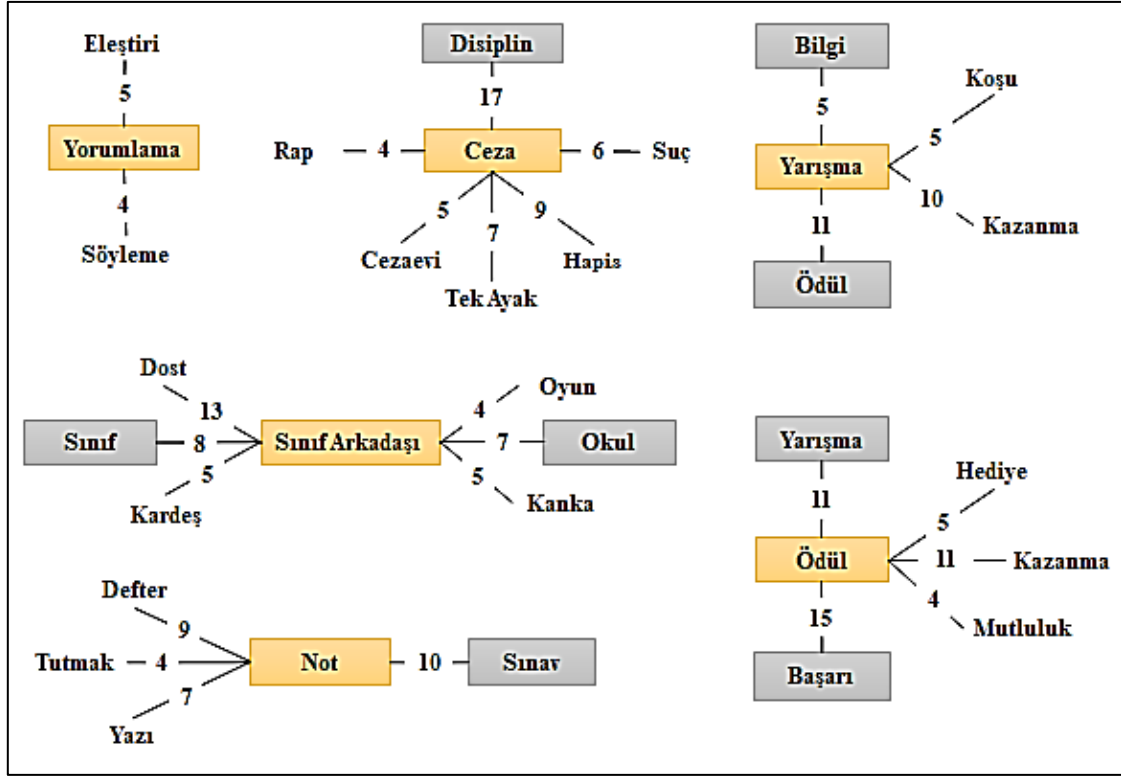 Eleştiri
5
Yorumlama
4
Söyleme
Disiplin
17
Rap
4
Ceza
6
Suç
5
7
9
Cezaevi
Hapis
Tek Ayak
Bilgi
5
Koşu
5
Yarışma
10
Kazanma
11
Ödül
Dost
13
Sınıf
8
Sınıf Arkadaşı
5
Kardeş
4
Oyun
7
Okul
5
Kanka
Defter
9
Tutmak
4
Not
10
Sınav
7
Yazı
Yarışma
11
Hediye
5
Ödül
11
Kazanma
4
Mutluluk
15
Başarı